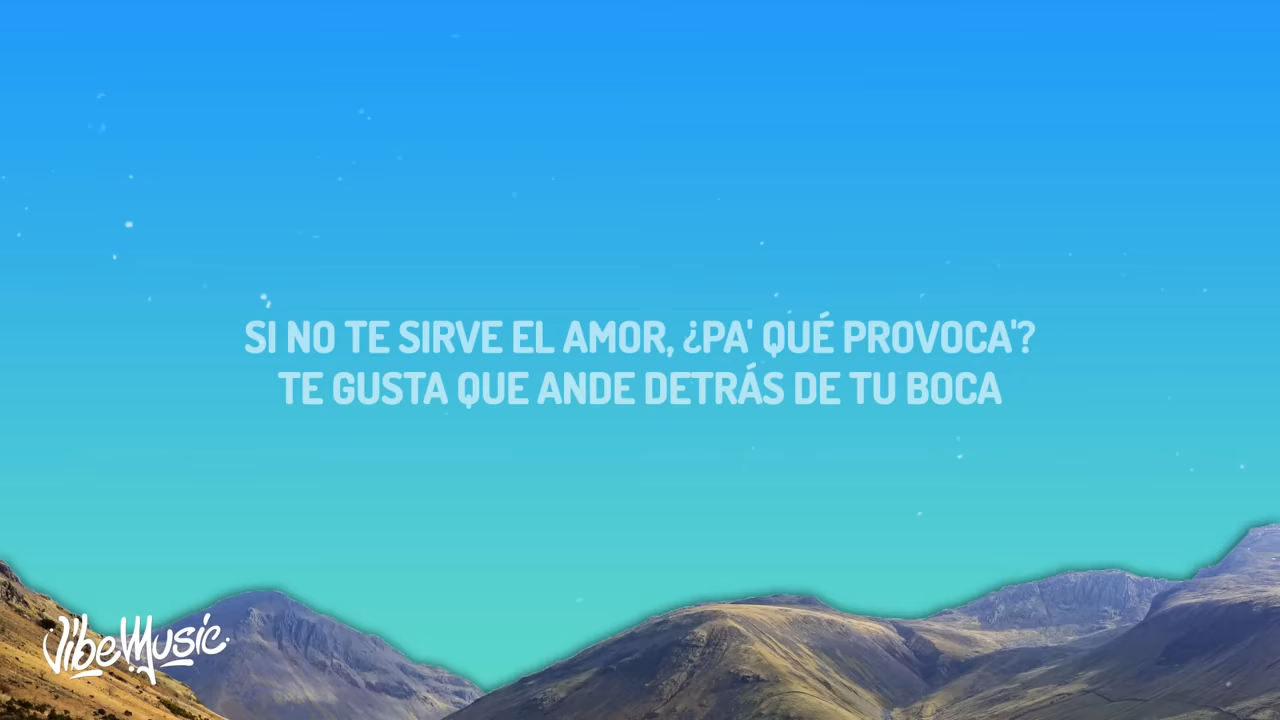 SI NO TE SIRVE EL AMOR, ¿PA' QUÉ PROVOCA'?
TE GUSTA QUE ANDE DETRÁS DE TU BOCA
VibeMusic